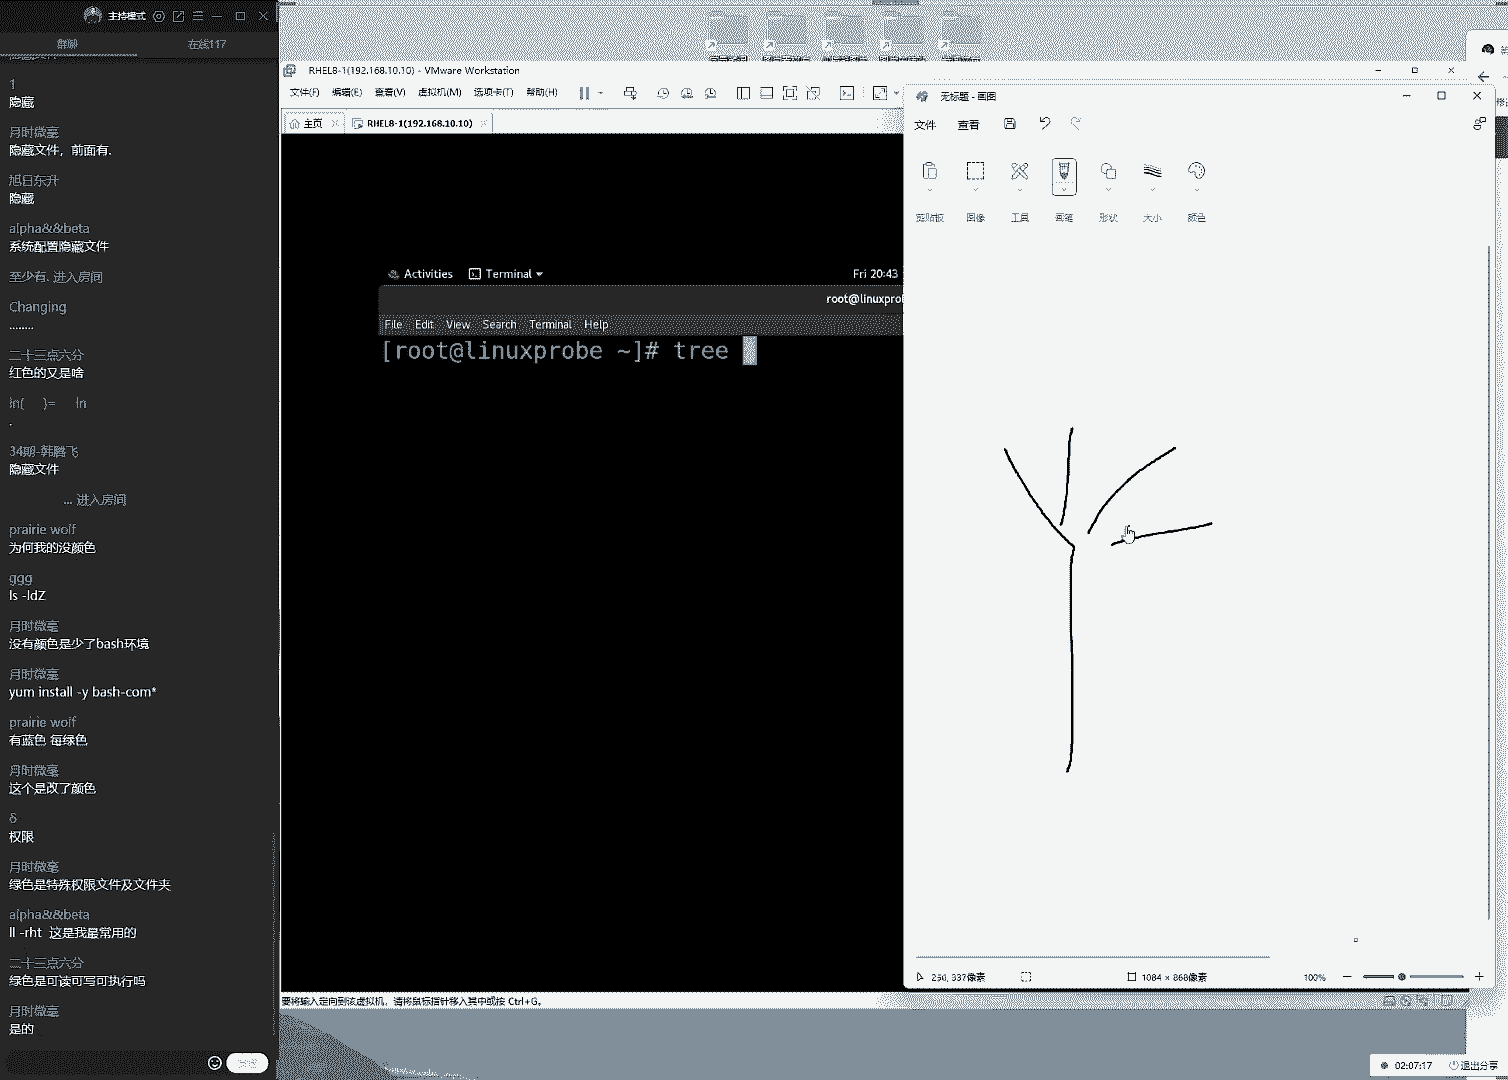 主持模式
群聊
在线117
1
隐藏
月时微毫
隐藏文件，前面有.
旭日东升
隐藏
alpha&&beta
系统配置隐藏文件
至少有. 进入房间
Changing
........
二十三点六分
红色的又是啥
ln( )= ln
.
34期-韩腾飞
隐藏文件
... 进入房间
prairie wolf
为何我的没颜色
ggg
ls -ldZ
月时微毫
没有颜色是少了bash环境
月时微毫
yum install -y bash-com*
prairie wolf
有蓝色 每绿色
月时微毫
这个是改了颜色
δ
权限
月时微毫
绿色是特殊权限文件及文件夹
alpha&&beta
ll -rht 这是我最常用的
二十三点六分
绿色是可读可写可执行吗
月时微毫
是的
RHEL8-1(192.168.10.10) - VMware Workstation
文件(F) 编辑(E) 查看(V) 虚拟机(M) 选项卡(T) 帮助(H)
主页 RHEL8-1(192.168.10.10)
Activities Terminal Fri 20:43
root@linuxpro
File Edit View Search Terminal Help
[root@linuxprobe ~]# tree
要将输入定向到该虚拟机，请将鼠标指针移入其中或按 Ctrl+G。
无标题 - 画图
文件 查看
剪贴板 图像 工具 画笔 形状 大小 颜色
1084 × 868像素
100%
02:07:17 退出分享